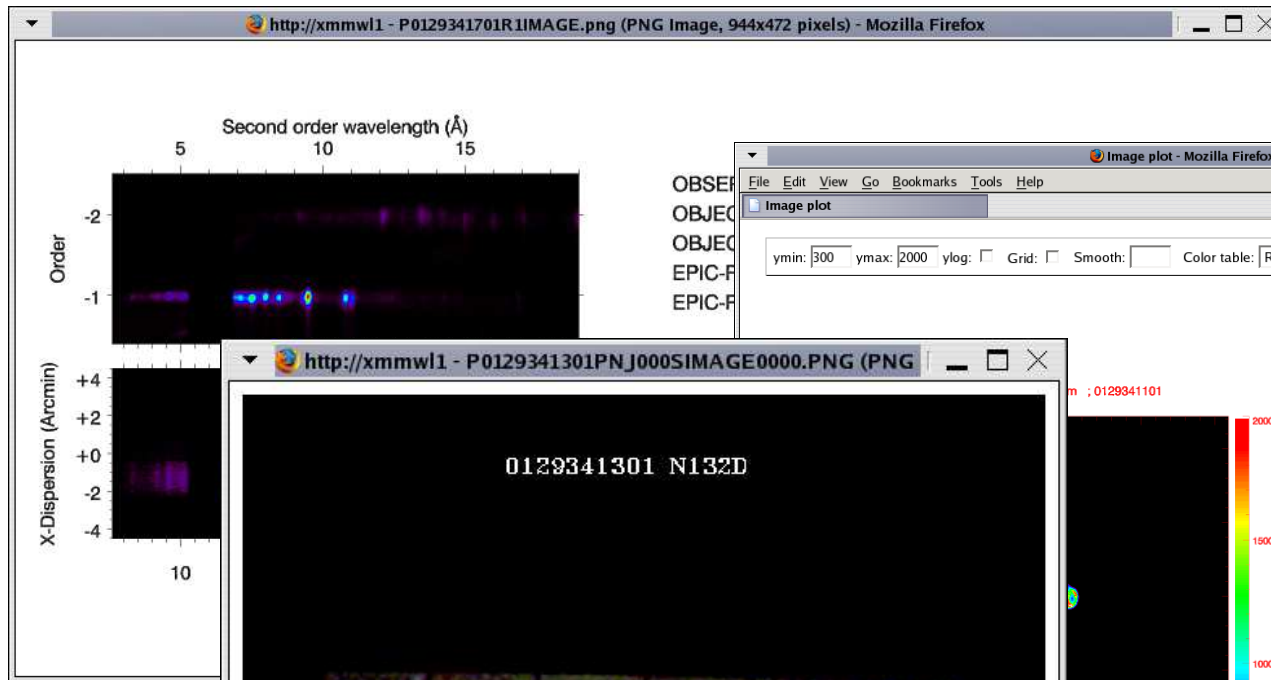 http://xmmwl1 - P0129341701R1IMAGE.png (PNG Image, 944x472 pixels) - Mozilla Firefox
Second order wavelength (Å)
5 10 15
-2
Order
-1
OBSE
OBJE
OBJE
EPIC-F
EPIC-F
Image plot - Mozilla Firefox
File Edit View Go Bookmarks Tools Help
Image plot
ymin: 300 ymax: 2000 ylog: Grid: Smooth: Color table: R
http://xmmwl1 - P0129341301PNJ000SIMAGE0000.PNG (PNG
X-Dispersion (Arcmin)
+4
+2
+0
-2
-4
10
0129341301 N132D
m ; 0129341101
2000
1500
1000